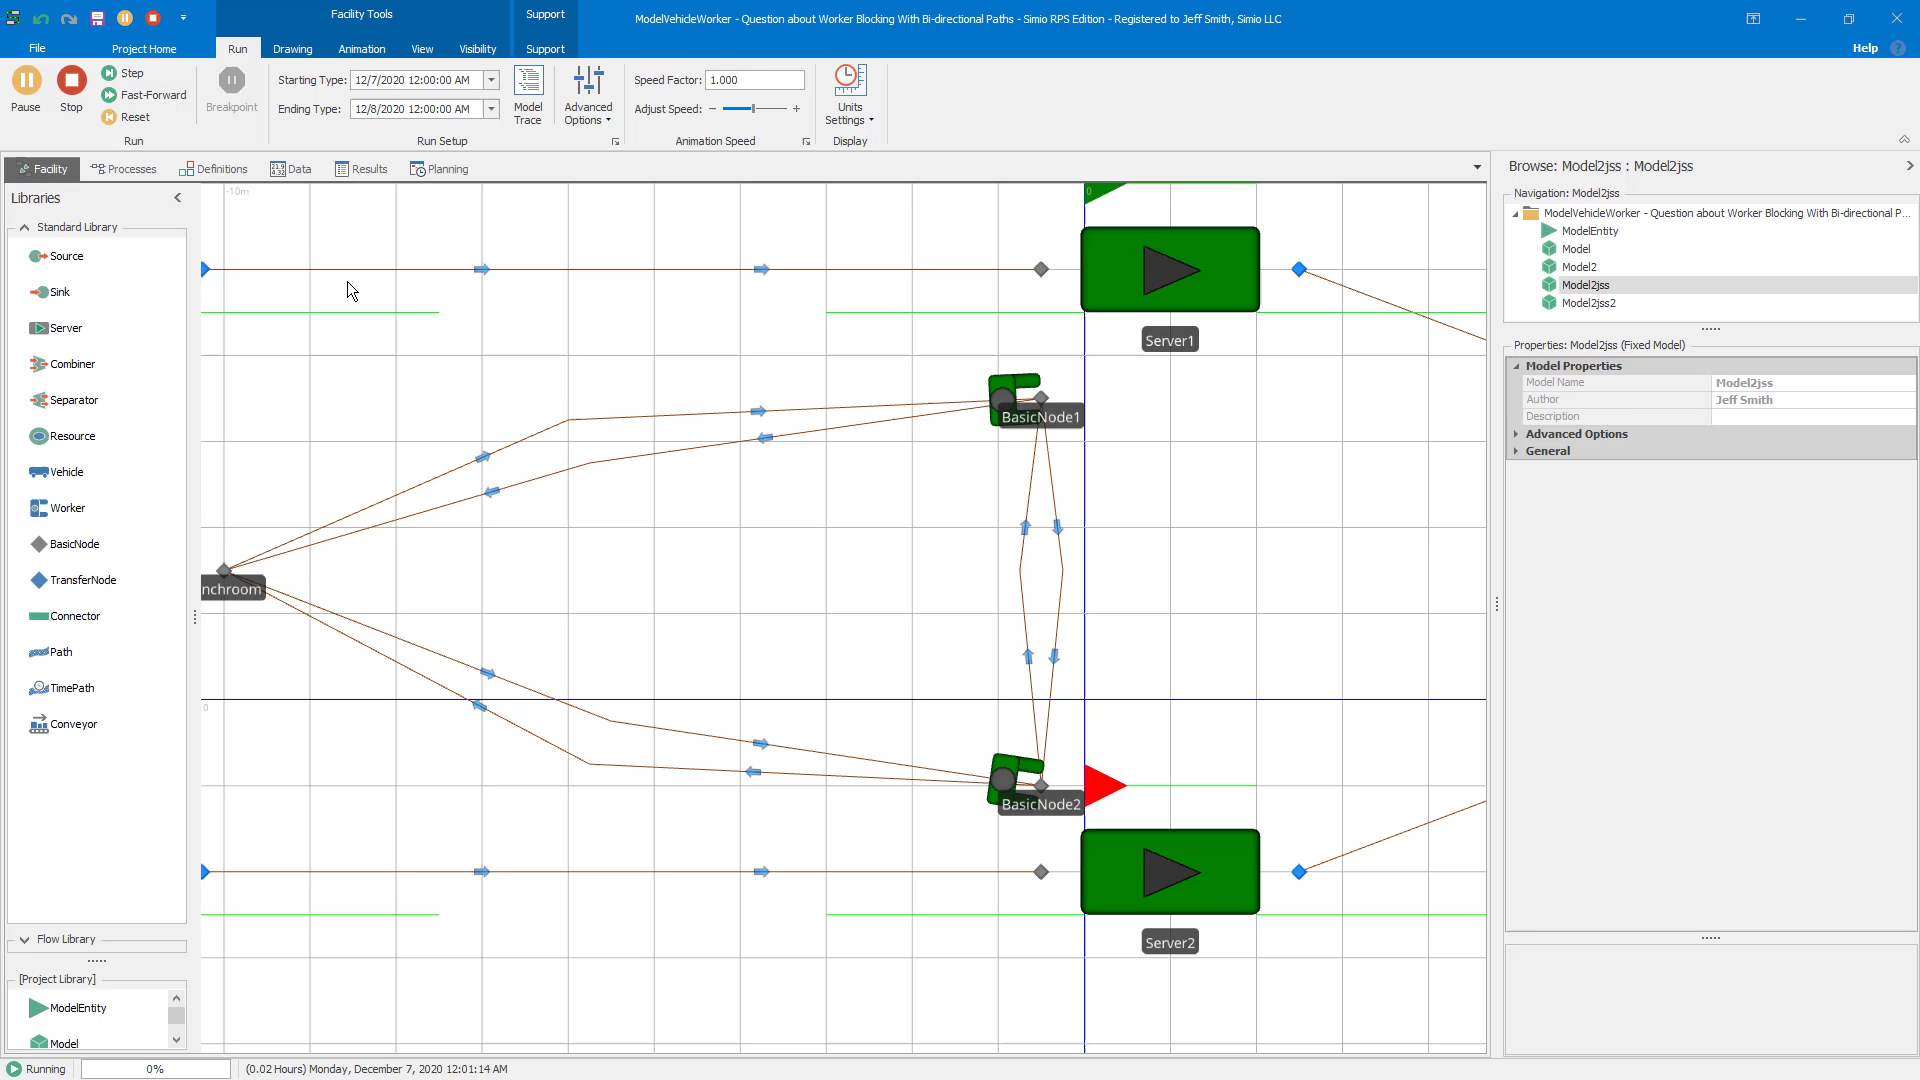 Facility Tools
Support
ModelVehicleWorker - Question about Worker Blocking With Bi-directional Paths - Simio RPS Edition - Registered to Jeff Smith, Simio LLC
File
Project Home
Run
Drawing
Animation
View
Visibility
Support
Help
Pause
Stop
Step
Fast-Forward
Reset
Run
Breakpoint
Starting Type: 12/7/2020 12:00:00 AM
Ending Type: 12/8/2020 12:00:00 AM
Model Trace
Advanced Options
Run Setup
Speed Factor: 1.000
Adjust Speed:
Animation Speed
Units Settings
Display
Facility
Processes
Definitions
Data
Results
Planning
Libraries
Standard Library
Source
Sink
Server
Combiner
Separator
Resource
Vehicle
Worker
BasicNode
TransferNode
Connector
Path
TimePath
Conveyor
Flow Library
[Project Library]
ModelEntity
Model
-10m
0
Server1
BasicNode1
nchroom
0
BasicNode2
Server2
Browse: Model2jss : Model2jss
Navigation: Model2jss
ModelVehicleWorker - Question about Worker Blocking With Bi-directional P...
ModelEntity
Model
Model2
Model2jss
Model2jss2
Properties: Model2jss (Fixed Model)
Model Properties
Model Name Model2jss
Author Jeff Smith
Description
Advanced Options
General
Running
0%
(0.02 Hours) Monday, December 7, 2020 12:01:14 AM